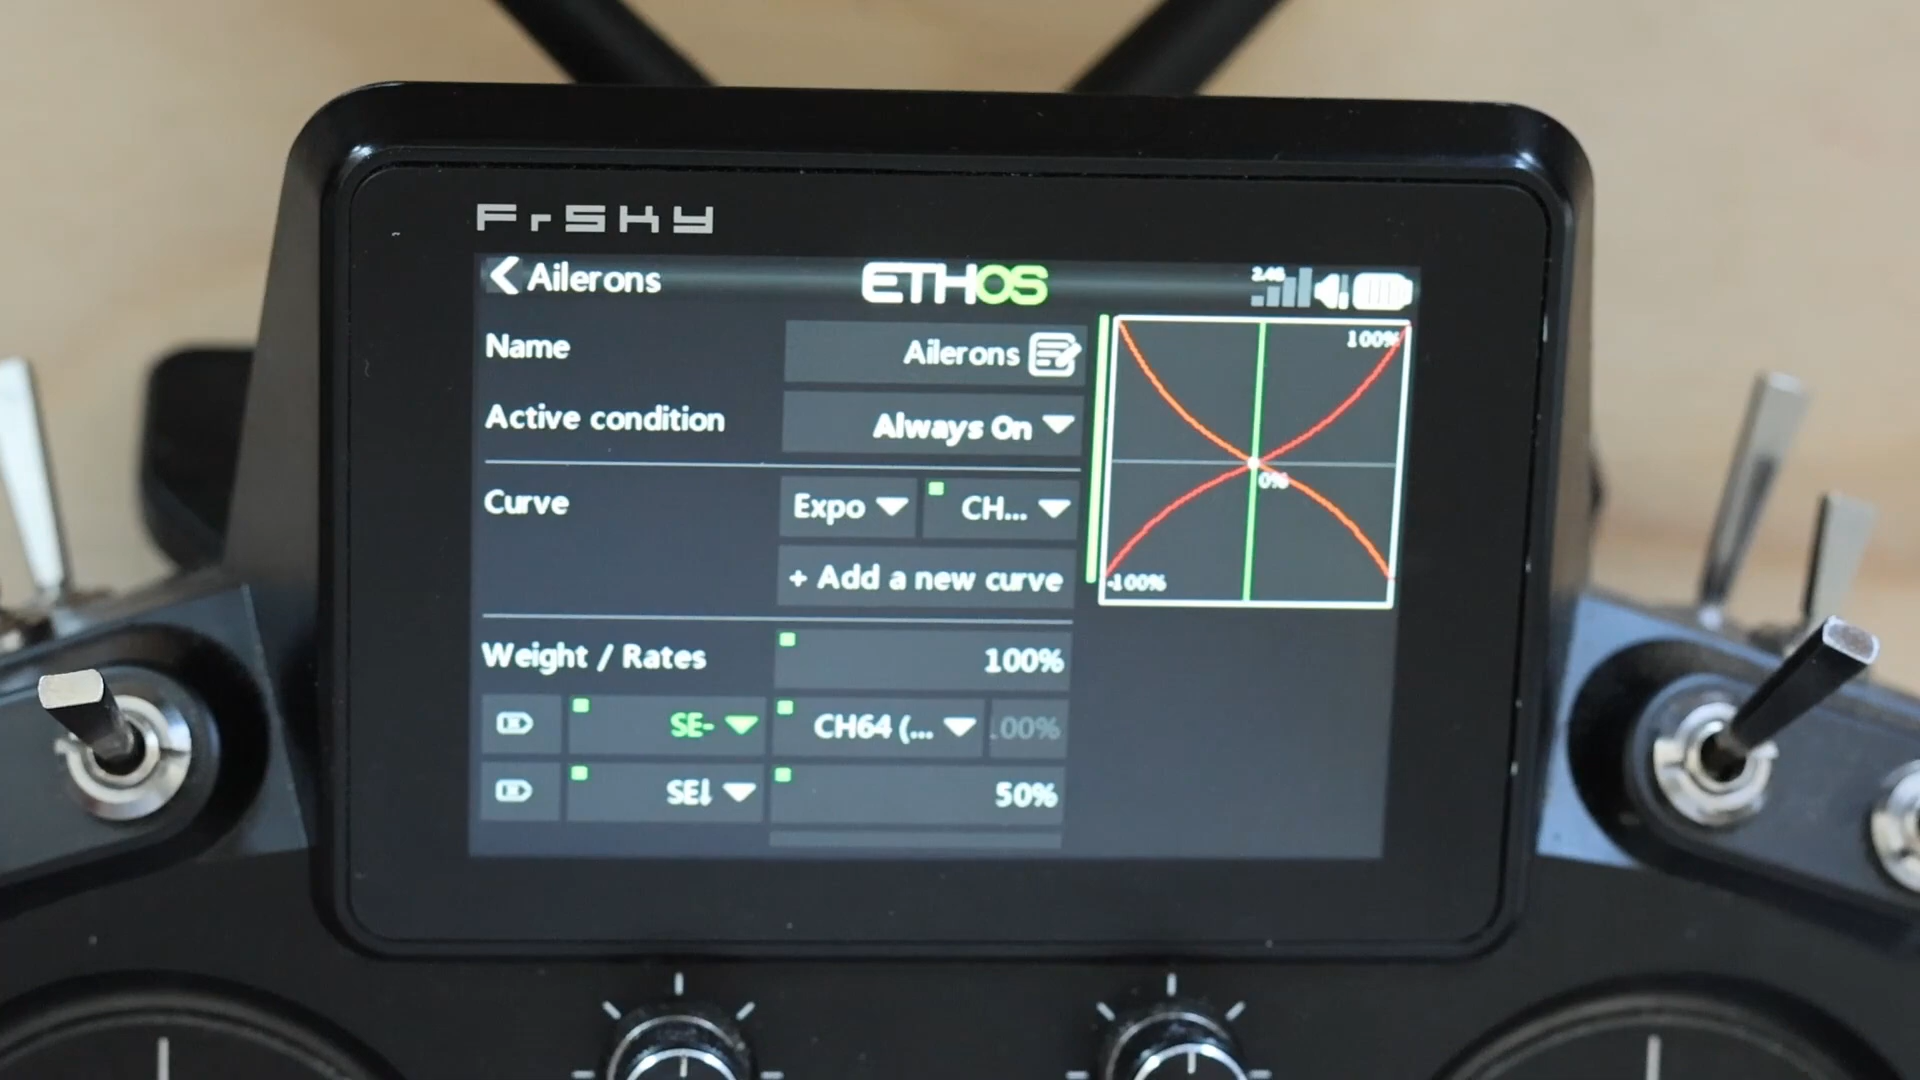 FrSKY
Ailerons
ETHOS
2.4G
Name
Ailerons
100%
Active condition
Always On
Curve
Expo
CH...
0%
+ Add a new curve
-100%
Weight / Rates
100%
SE-
CH64 (...
.00%
SE↓
50%